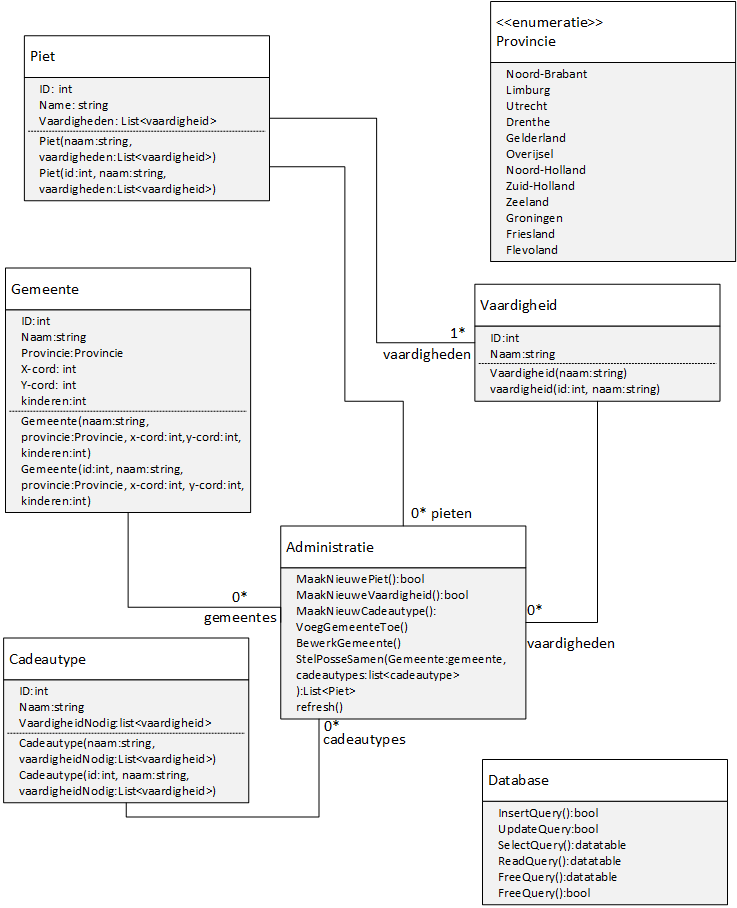 Piet
ID: int
Name: string
Vaardigheden: List<vaardigheid>
Piet(naam:string,
vaardigheden:List<vaardigheid>)
Piet(id:int, naam:string,
vaardigheden:List<vaardigheid>)
<<enumeratie>>
Provincie
Noord-Brabant
Limburg
Utrecht
Drenthe
Gelderland
Overijsel
Noord-Holland
Zuid-Holland
Zeeland
Groningen
Friesland
Flevoland
Gemeente
ID:int
Naam:string
Provincie:Provincie
X-cord: int
Y-cord: int
kinderen:int
Gemeente(naam:string,
provincie:Provincie, x-cord:int,y-cord:int,
kinderen:int)
Gemeente(id:int, naam:string,
provincie:Provincie, x-cord:int, y-cord:int,
kinderen:int)
Vaardigheid
ID:int
Naam:string
Vaardigheid(naam:string)
vaardigheid(id:int, naam:string)
1*
vaardigheden
0* pieten
Administratie
MaakNieuwePiet():bool
MaakNieuweVaardigheid():bool
MaakNieuwCadeautype():
VoegGemeenteToe()
BewerkGemeente()
StelPosseSamen(Gemeente:gemeente,
cadeautypes:list<cadeautype>
):List<Piet>
refresh()
0*
gemeentes
0*
vaardigheden
0*
cadeautypes
Cadeautype
ID:int
Naam:string
VaardigheidNodig:list<vaardigheid>
Cadeautype(naam:string,
vaardigheidNodig:List<vaardigheid>)
Cadeautype(id:int, naam:string,
vaardigheidNodig:List<vaardigheid>)
Database
InsertQuery():bool
UpdateQuery:bool
SelectQuery():datatable
ReadQuery():datatable
FreeQuery():datatable
FreeQuery():bool